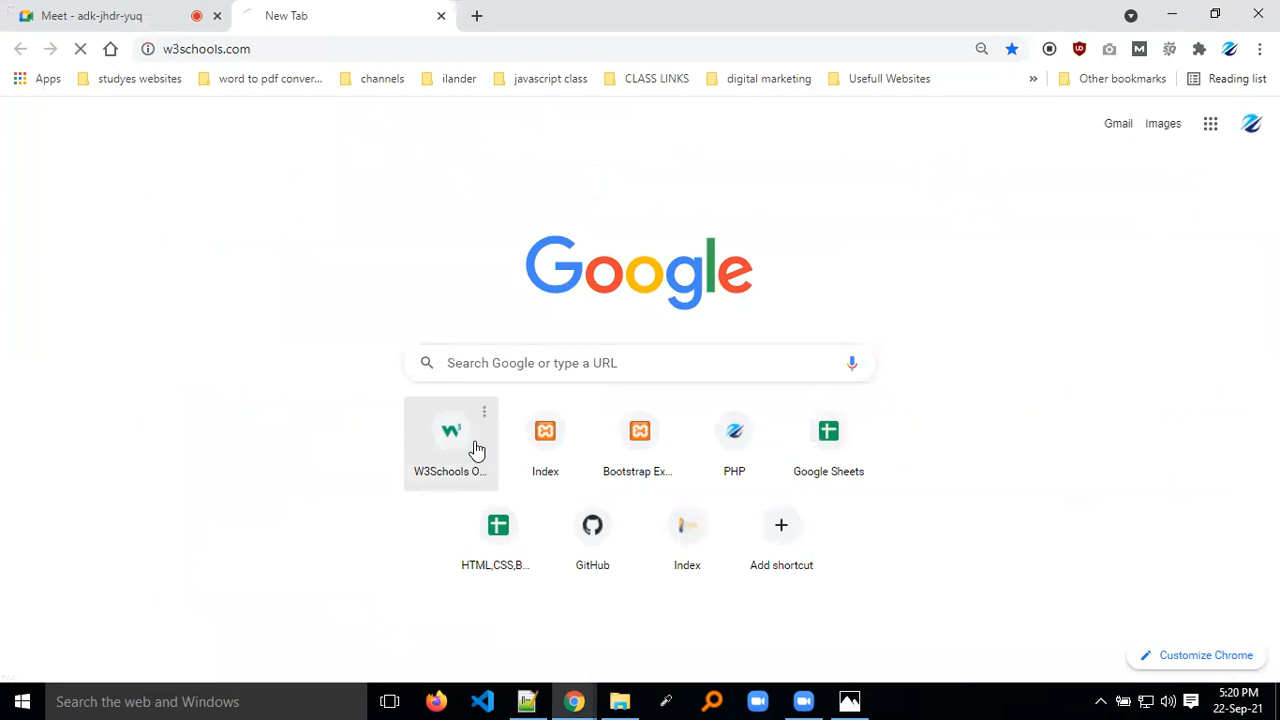 Meet - adk-jhdr-yuq
New Tab
w3schools.com
Apps
studyes websites
word to pdf conver...
channels
ilander
javascript class
CLASS LINKS
digital marketing
Usefull Websites
»
Other bookmarks
Reading list
Gmail
Images
Google
Search Google or type a URL
W3Schools O...
Index
Bootstrap Ex...
PHP
Google Sheets
HTML,CSS,B...
GitHub
Index
Add shortcut
Customize Chrome
Search the web and Windows
5:20 PM
22-Sep-21